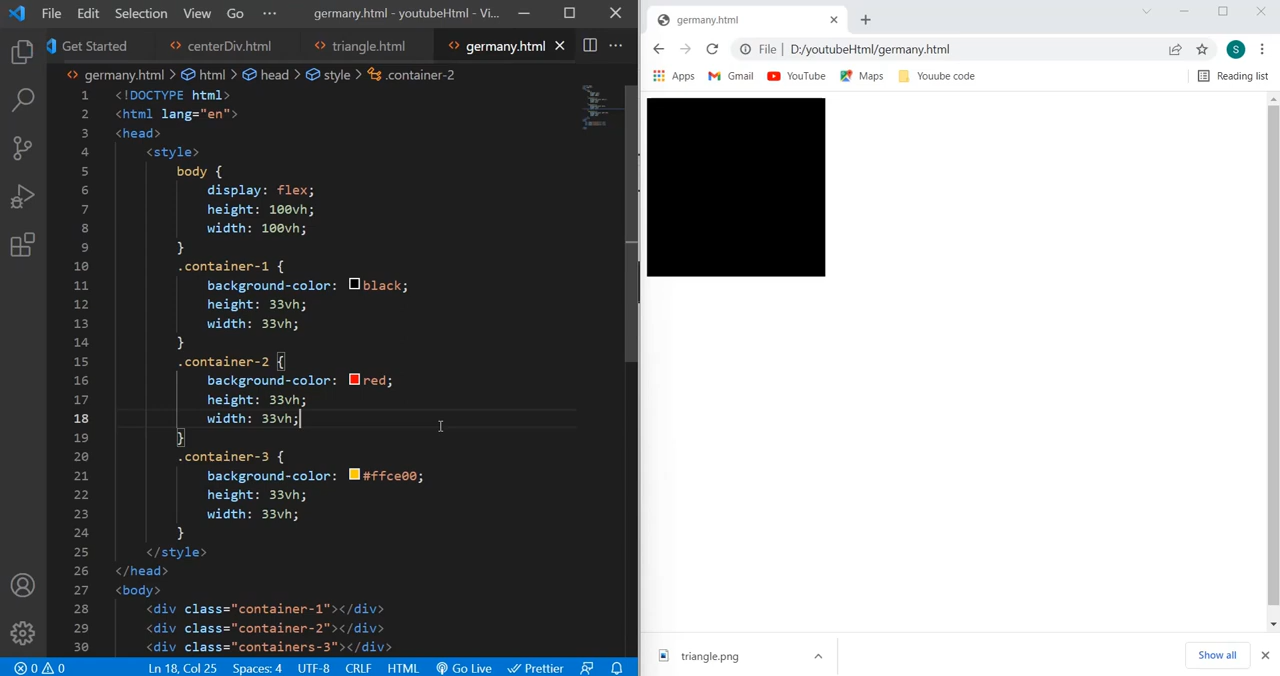 File Edit Selection View Go ··· germany.html - youtubeHtml - Vi...
Get Started centerDiv.html triangle.html germany.html
germany.html > html > head > style > .container-2
1 <!DOCTYPE html>
2 <html lang="en">
3 <head>
4 <style>
5 body {
6 display: flex;
7 height: 100vh;
8 width: 100vh;
9 }
10 .container-1 {
11 background-color: black;
12 height: 33vh;
13 width: 33vh;
14 }
15 .container-2 {
16 background-color: red;
17 height: 33vh;
18 width: 33vh;
19 }
20 .container-3 {
21 background-color: #ffce00;
22 height: 33vh;
23 width: 33vh;
24 }
25 </style>
26 </head>
27 <body>
28 <div class="container-1"></div>
29 <div class="container-2"></div>
30 <div class="containers-3"></div>
0 0 Ln 18, Col 25 Spaces: 4 UTF-8 CRLF HTML Go Live Prettier
germany.html
File | D:/youtubeHtml/germany.html S
Apps Gmail YouTube Maps Youube code Reading list
triangle.png Show all